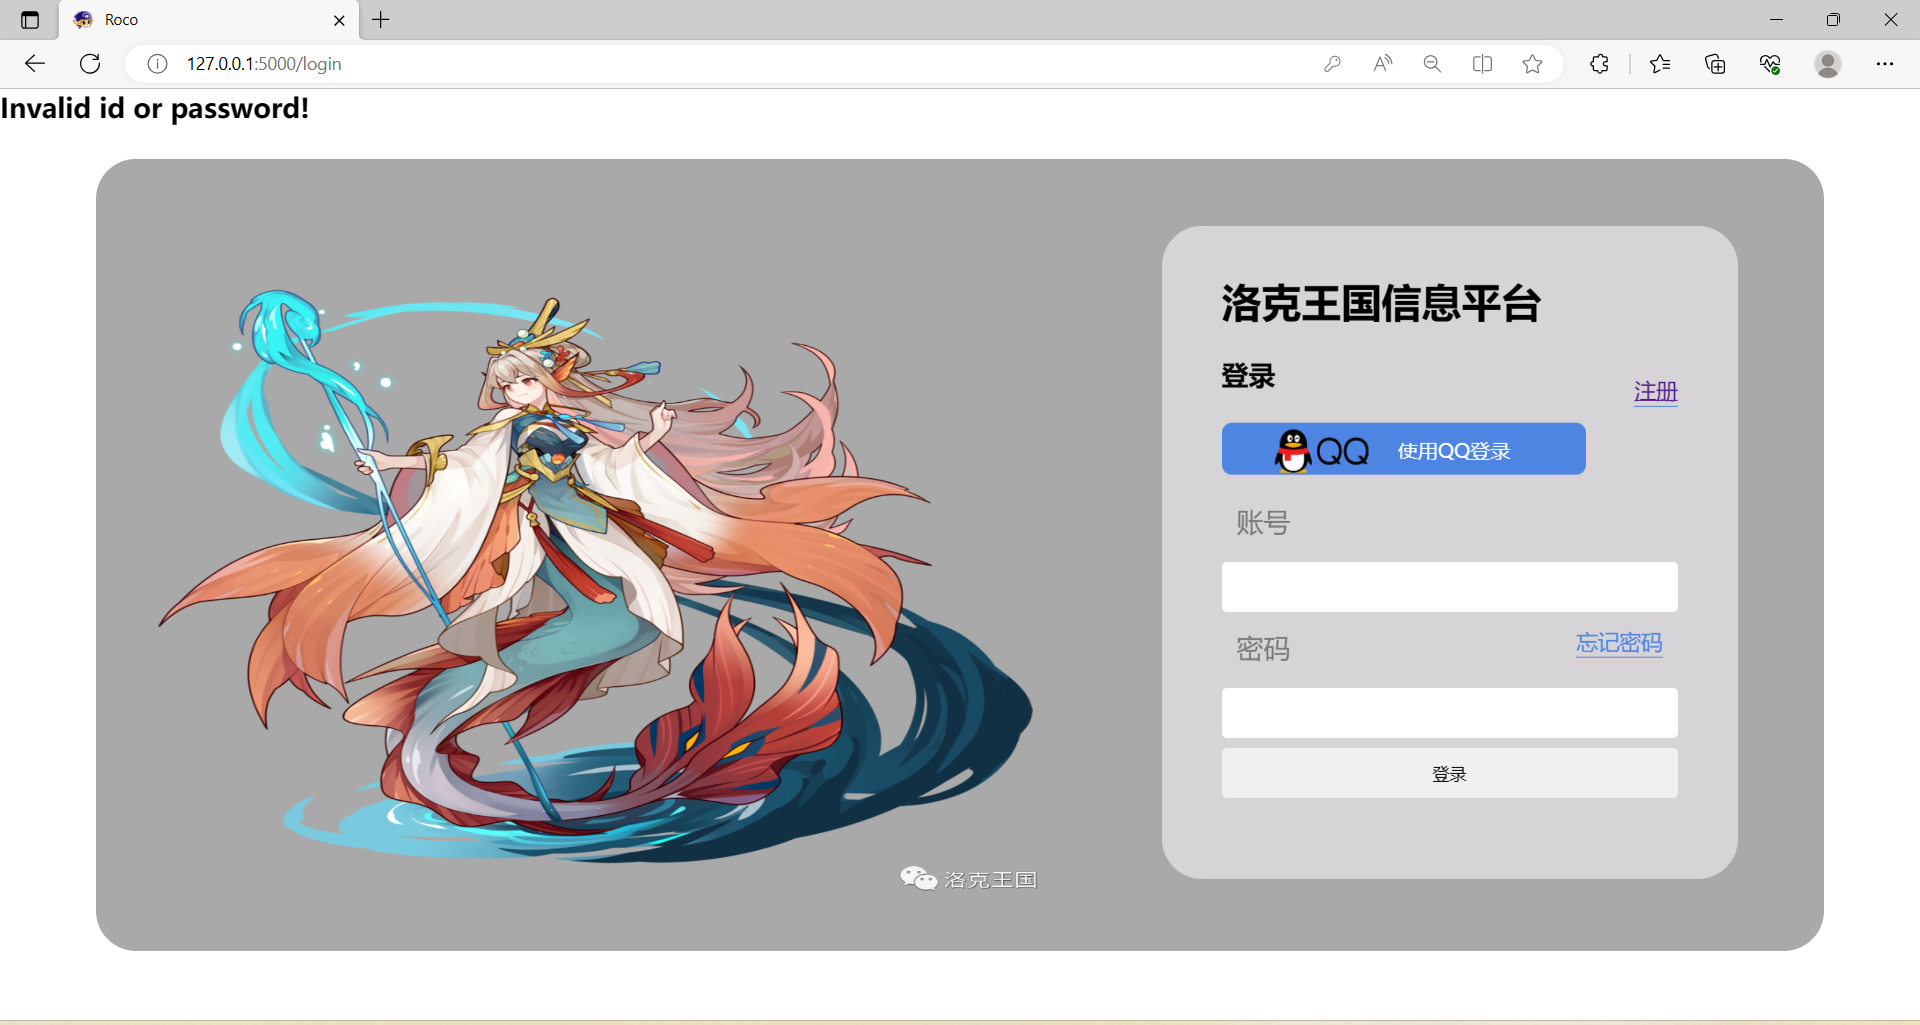 Roco
127.0.0.1:5000/login
Invalid id or password!
洛克王国信息平台
登录
注册
QQ 使用QQ登录
账号
密码
忘记密码
登录
洛克王国